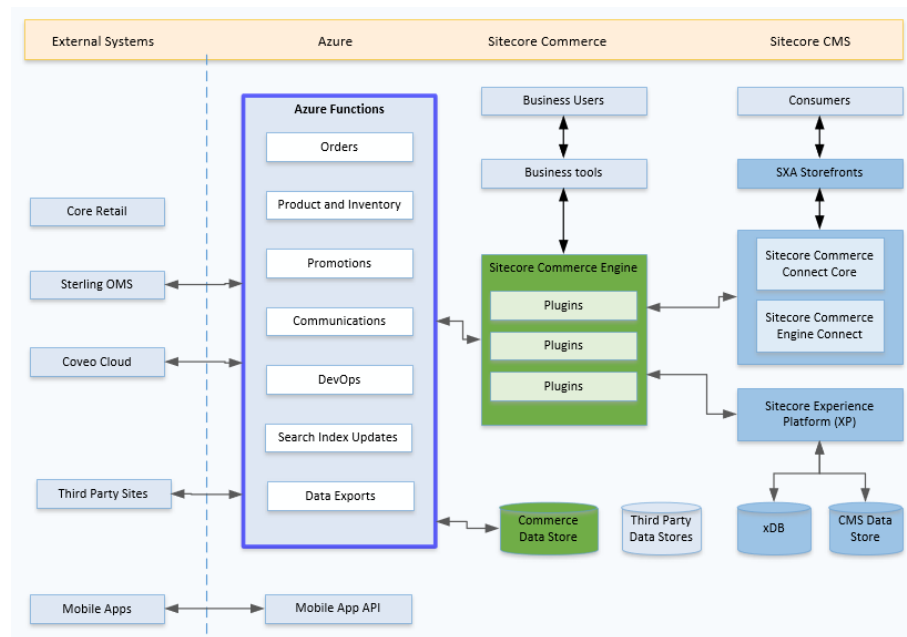 External Systems
Azure
Sitecore Commerce
Sitecore CMS
Azure Functions
Orders
Product and Inventory
Promotions
Communications
DevOps
Search Index Updates
Data Exports
Core Retail
Sterling OMS
Coveo Cloud
Third Party Sites
Mobile Apps
Mobile App API
Business Users
Business tools
Sitecore Commerce Engine
Plugins
Plugins
Plugins
Commerce
Data Store
Third Party
Data Stores
Consumers
SXA Storefronts
Sitecore Commerce
Connect Core
Sitecore Commerce
Engine Connect
Sitecore Experience
Platform (XP)
xDB
CMS Data
Store